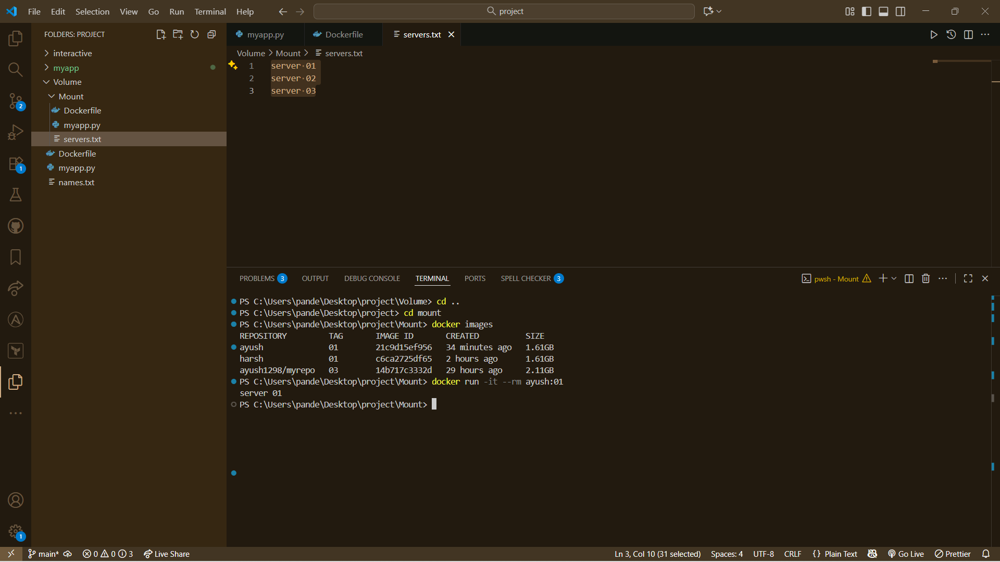 File Edit Selection View Go Run Terminal Help
project
FOLDERS: PROJECT
interactive
myapp
Volume
Mount
Dockerfile
myapp.py
servers.txt
Dockerfile
myapp.py
names.txt
2
1
1
myapp.py
Dockerfile
servers.txt
Volume > Mount > servers.txt
1 server·01
2 server·02
3 server·03
PROBLEMS 3 OUTPUT DEBUG CONSOLE TERMINAL PORTS SPELL CHECKER 3
pwsh - Mount
PS C:\Users\pande\Desktop\project\Volume> cd ..
PS C:\Users\pande\Desktop\project> cd mount
PS C:\Users\pande\Desktop\project\Mount> docker images
REPOSITORY TAG IMAGE ID CREATED SIZE
ayush 01 21c9d15ef956 34 minutes ago 1.61GB
harsh 01 c6ca2725df65 2 hours ago 1.61GB
ayush1298/myrepo 03 14b717c3332d 29 hours ago 2.11GB
PS C:\Users\pande\Desktop\project\Mount> docker run -it --rm ayush:01
server 01
PS C:\Users\pande\Desktop\project\Mount>
main* 0 0 3 Live Share
Ln 3, Col 10 (31 selected) Spaces: 4 UTF-8 CRLF {} Plain Text Go Live Prettier